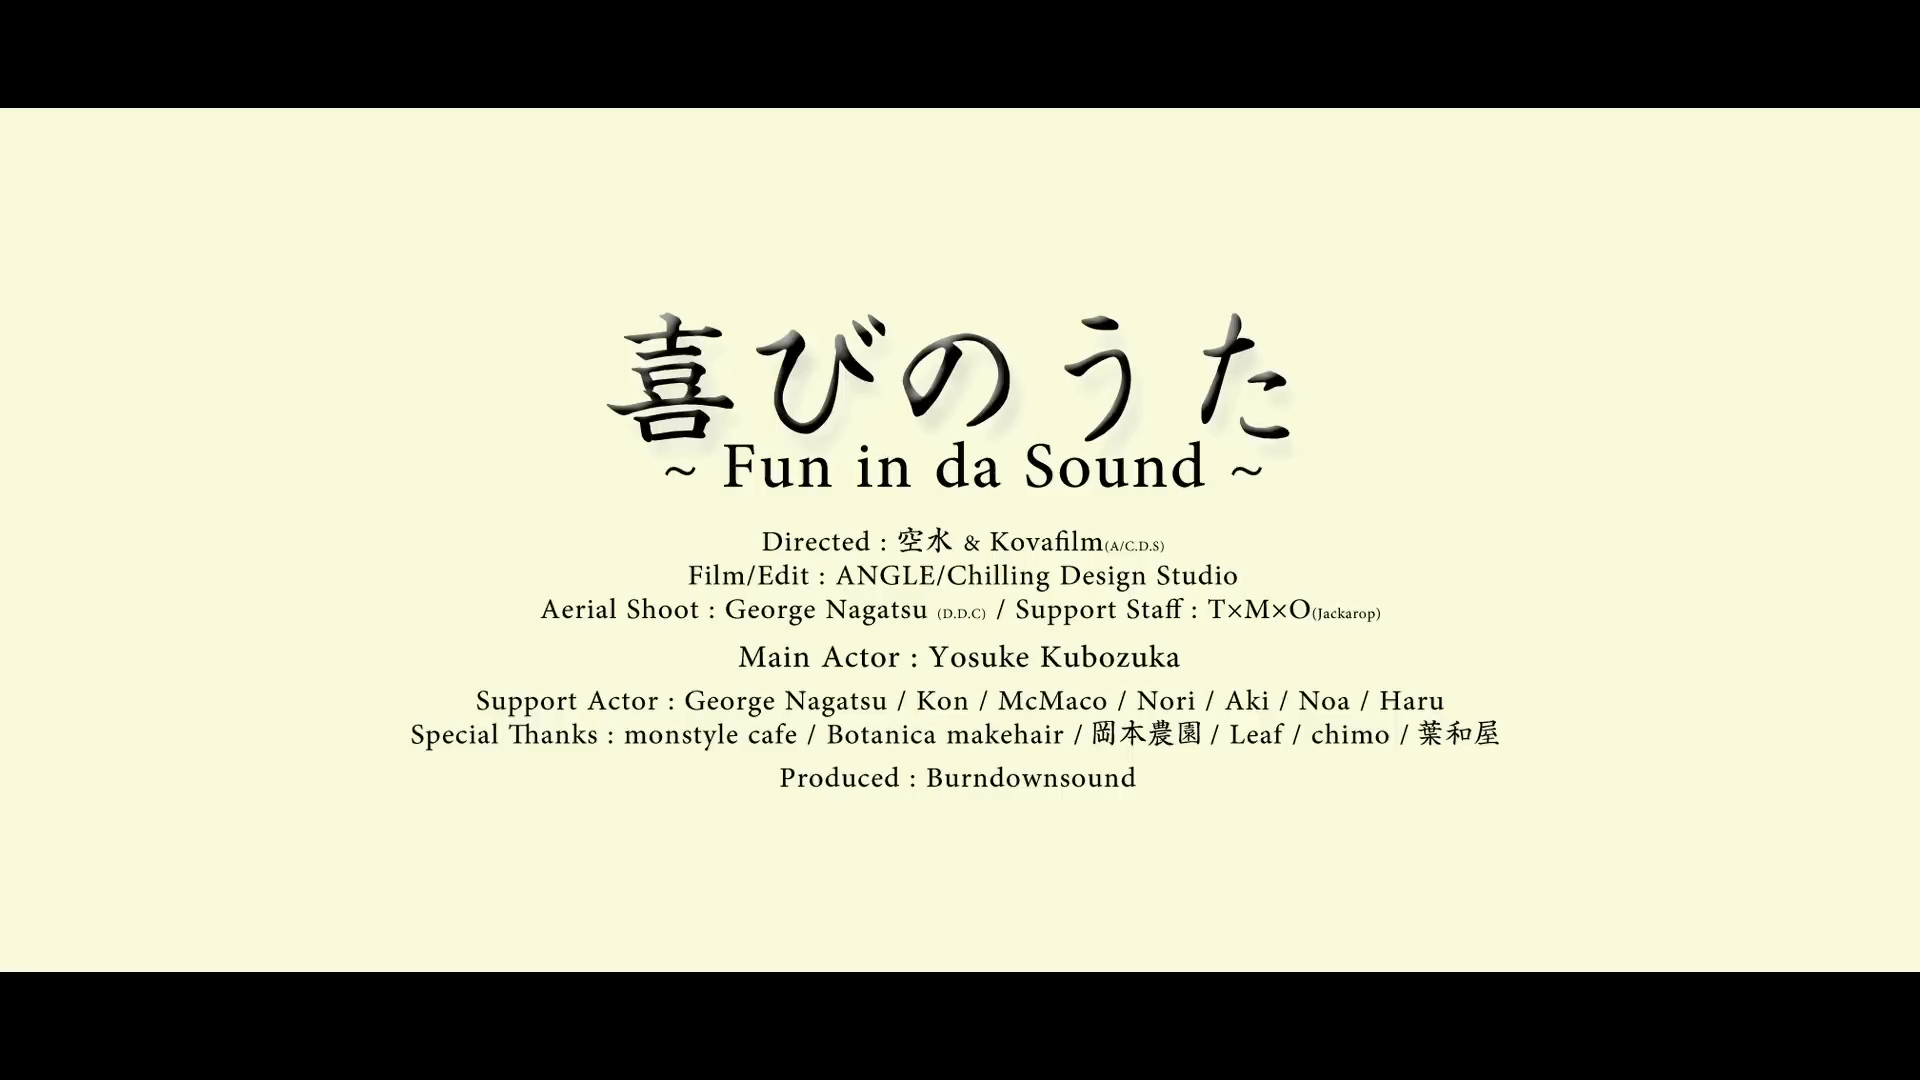 喜びのうた
~ Fun in da Sound ~
Directed : 空水 & Kovafilm(A/C.D.S)
Film/Edit : ANGLE/Chilling Design Studio
Aerial Shoot : George Nagatsu (D.D.C) / Support Staff : T×M×O(Jackarop)
Main Actor : Yosuke Kubozuka
Support Actor : George Nagatsu / Kon / McMaco / Nori / Aki / Noa / Haru
Special Thanks : monstyle cafe / Botanica makehair / 岡本農園 / Leaf / chimo / 葉和屋
Produced : Burndownsound